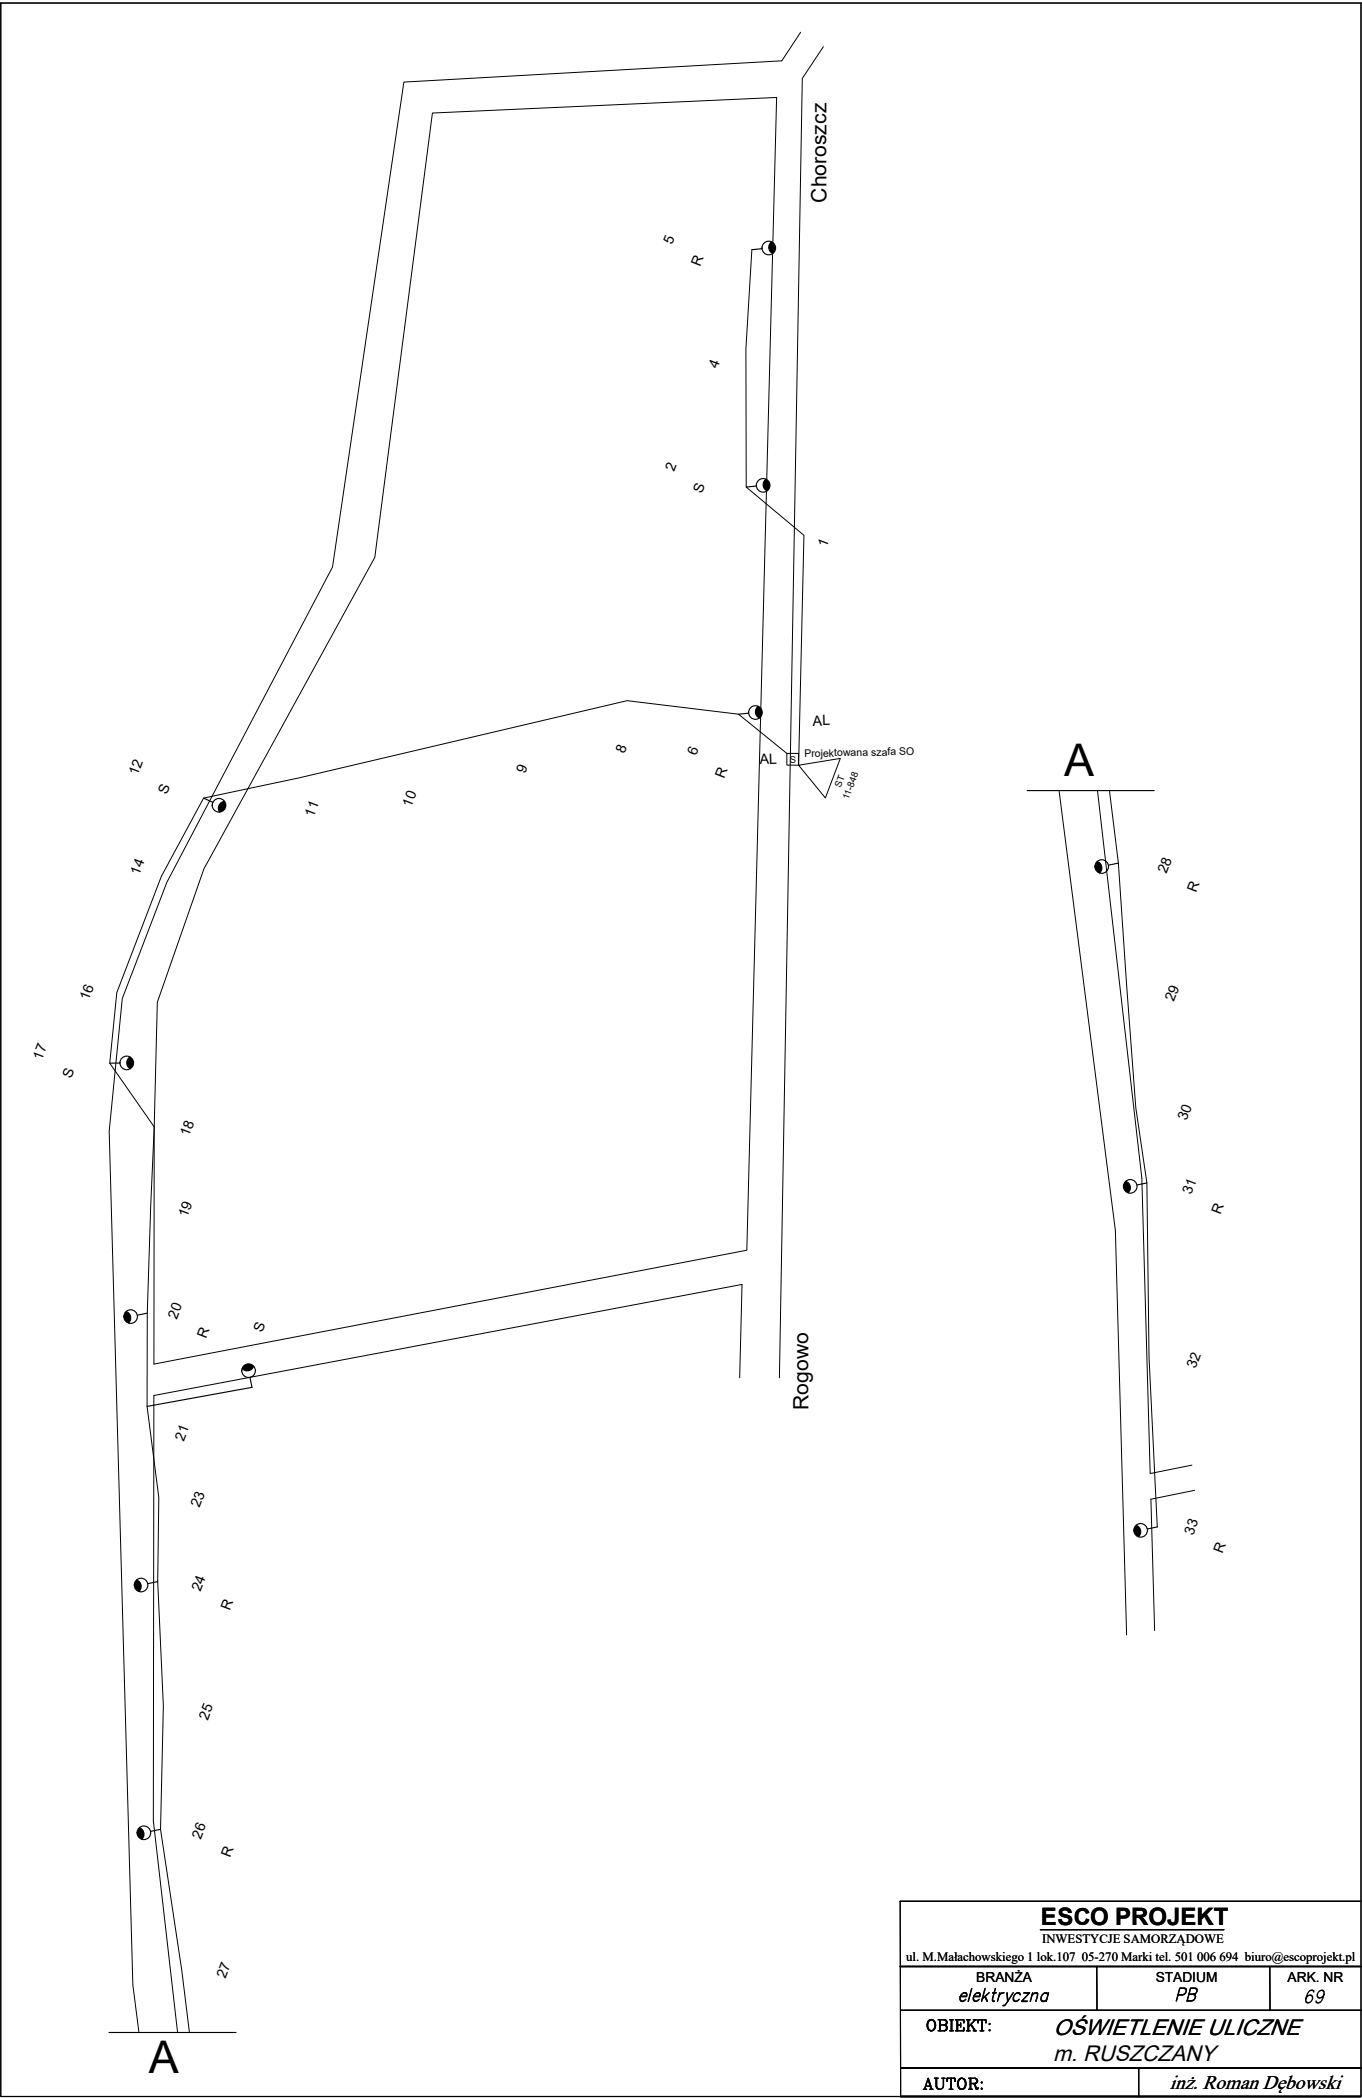 Choroszcz
5
R
4
2
S
1
AL
AL
S
Projektowana szafa SO
ST
11-848
6
R
8
9
10
11
12
S
14
16
17
S
18
19
20
R
S
21
23
24
R
25
26
R
27
A
Rogowo
A
28
R
29
30
31
R
32
33
R
ESCO PROJEKT
INWESTYCJE SAMORZĄDOWE
ul. M.Małachowskiego 1 lok.107 05-270 Marki tel. 501 006 694 biuro@escoprojekt.pl
BRANŻA STADIUM ARK. NR
elektryczna PB 69
OBIEKT: OŚWIETLENIE ULICZNE
m. RUSZCZANY
AUTOR: inż. Roman Dębowski